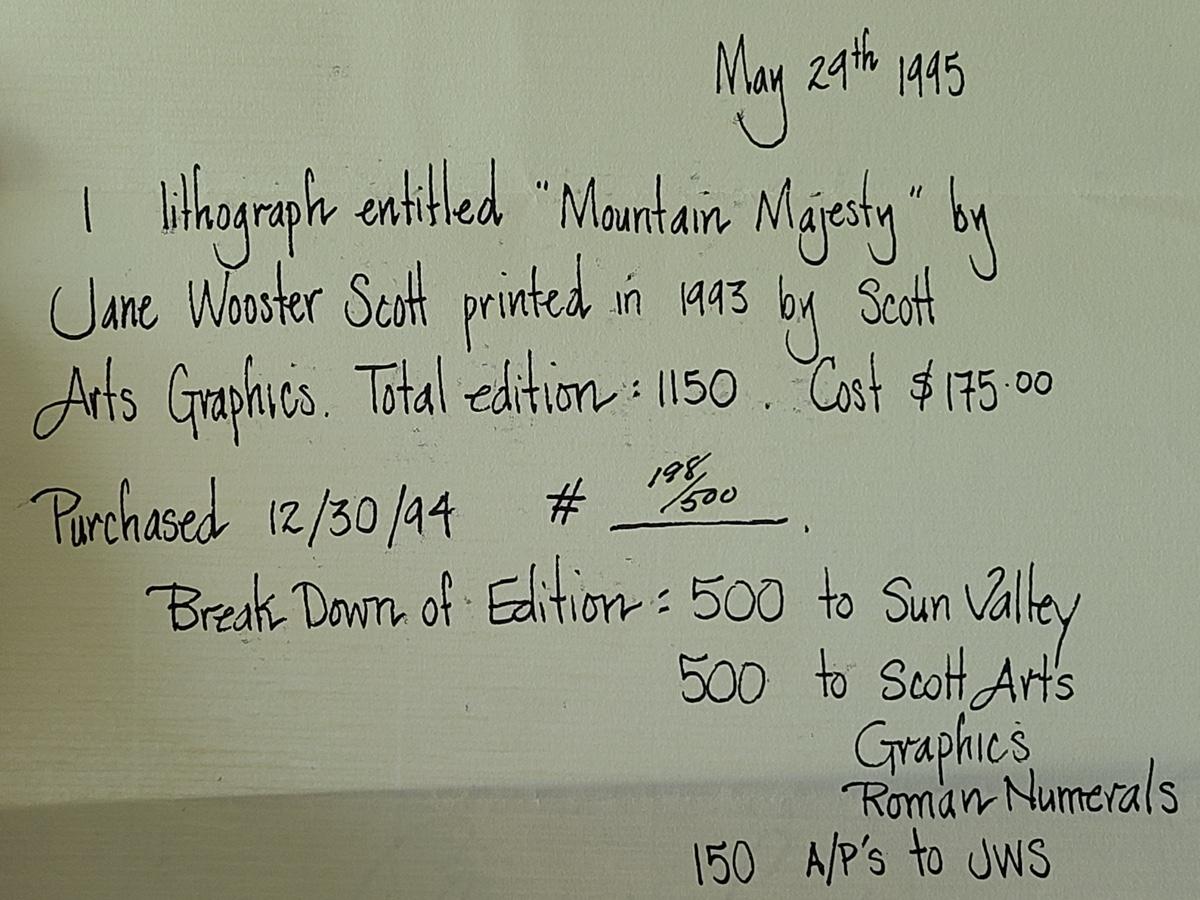 May 29th 1995
1 lithograph entitled "Mountain Majesty" by
Jane Wooster Scott printed in 1993 by Scott
Arts Graphics. Total edition : 1150 . Cost $175.00
Purchased 12/30/94 # 198/500 .
Break Down of Edition : 500 to Sun Valley
500 to Scott Arts
Graphics
Roman Numerals
150 A/P's to JWS